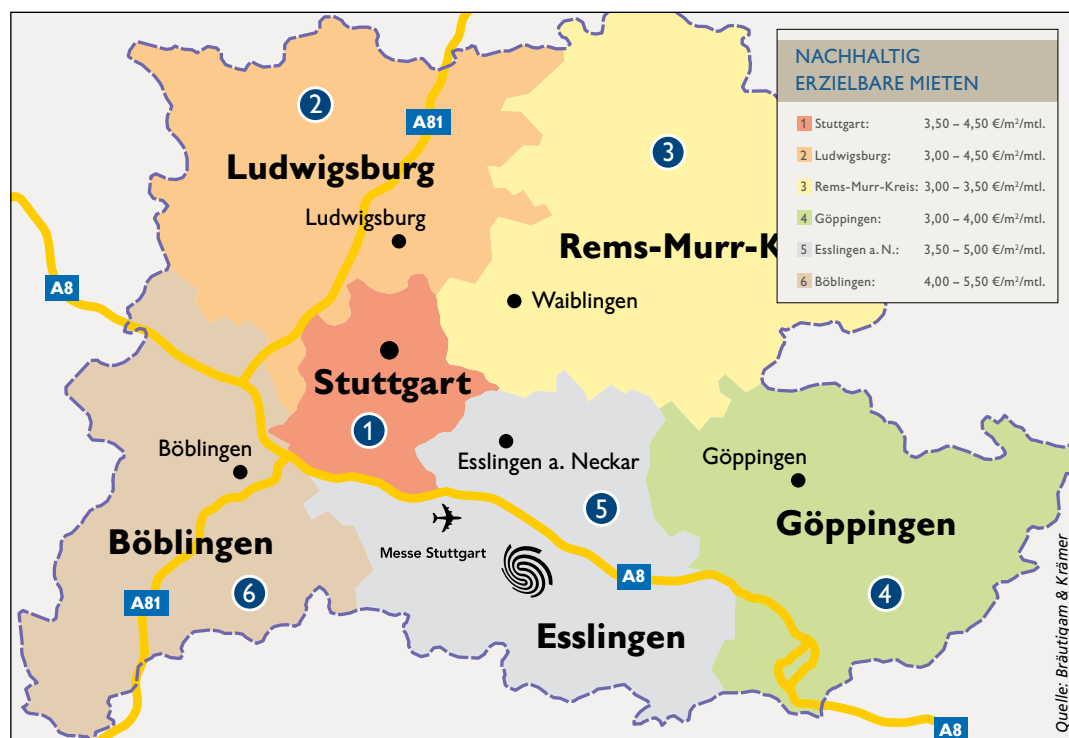 NACHHALTIG
ERZIELBARE MIETEN
1 Stuttgart: 3,50 – 4,50 €/m²/mtl.
2 Ludwigsburg: 3,00 – 4,50 €/m²/mtl.
3 Rems-Murr-Kreis: 3,00 – 3,50 €/m²/mtl.
4 Göppingen: 3,00 – 4,00 €/m²/mtl.
5 Esslingen a. N.: 3,50 – 5,00 €/m²/mtl.
6 Böblingen: 4,00 – 5,50 €/m²/mtl.
2
A81
3
Ludwigsburg
Ludwigsburg
Rems-Murr-K
A8
Waiblingen
Stuttgart
1
Böblingen
Esslingen a. Neckar
Göppingen
5
Göppingen
Böblingen
Messe Stuttgart
A8
6
A81
4
Esslingen
A8
Quelle: Bräutigam & Krämer